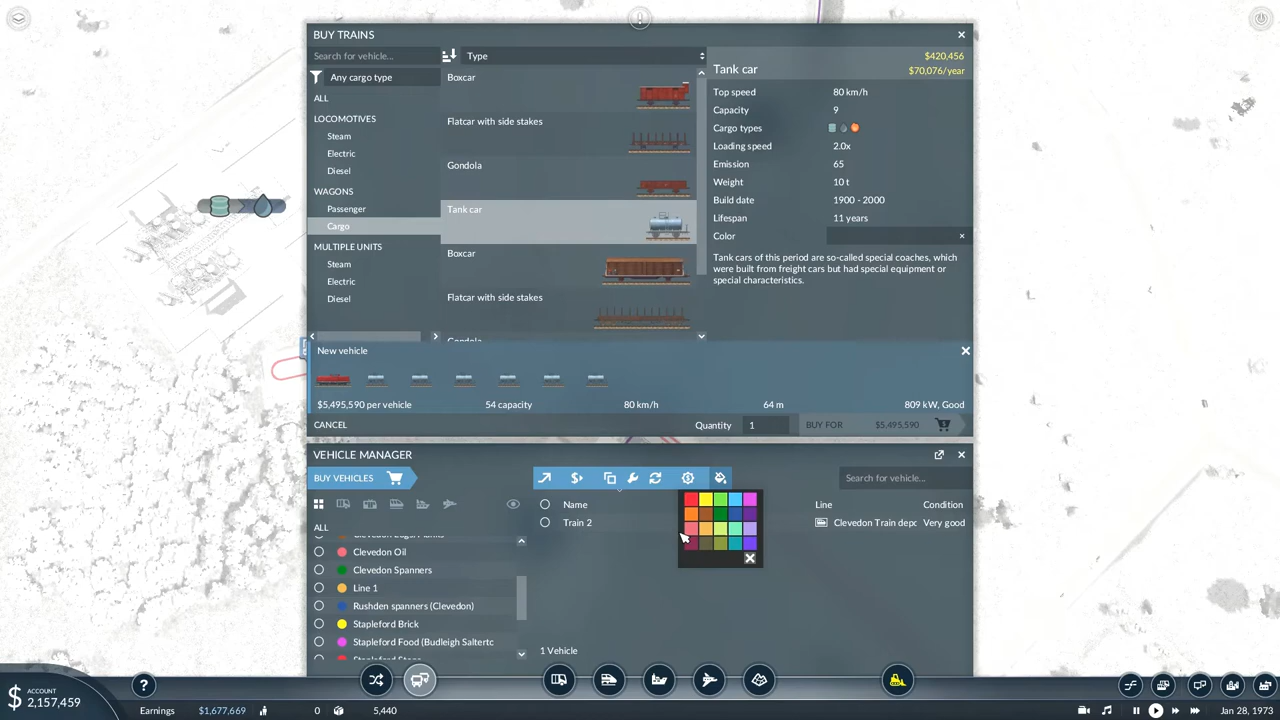 BUY TRAINS
Search for vehicle...
Type
Any cargo type
ALL
LOCOMOTIVES
Steam
Electric
Diesel
WAGONS
Passenger
Cargo
MULTIPLE UNITS
Steam
Electric
Diesel
Boxcar
Flatcar with side stakes
Gondola
Tank car
Boxcar
Flatcar with side stakes
$420,456
Tank car
$70,076/year
Top speed 80 km/h
Capacity 9
Cargo types
Loading speed 2.0x
Emission 65
Weight 10 t
Build date 1900 - 2000
Lifespan 11 years
Color
Tank cars of this period are so-called special coaches, which
were built from freight cars but had special equipment or
special characteristics.
New vehicle
$5,495,590 per vehicle 54 capacity 80 km/h 64 m 809 kW, Good
CANCEL Quantity 1 BUY FOR $5,495,590
VEHICLE MANAGER
BUY VEHICLES
Search for vehicle...
ALL
Clevedon Oil
Clevedon Spanners
Line 1
Rushden spanners (Clevedon)
Stapleford Brick
Stapleford Food (Budleigh Saltertc
Name Line Condition
Train 2 Clevedon Train depc Very good
1 Vehicle
$ ACCOUNT
2,157,459
?
Earnings $1,677,669 0 5,440
Jan 28, 1973